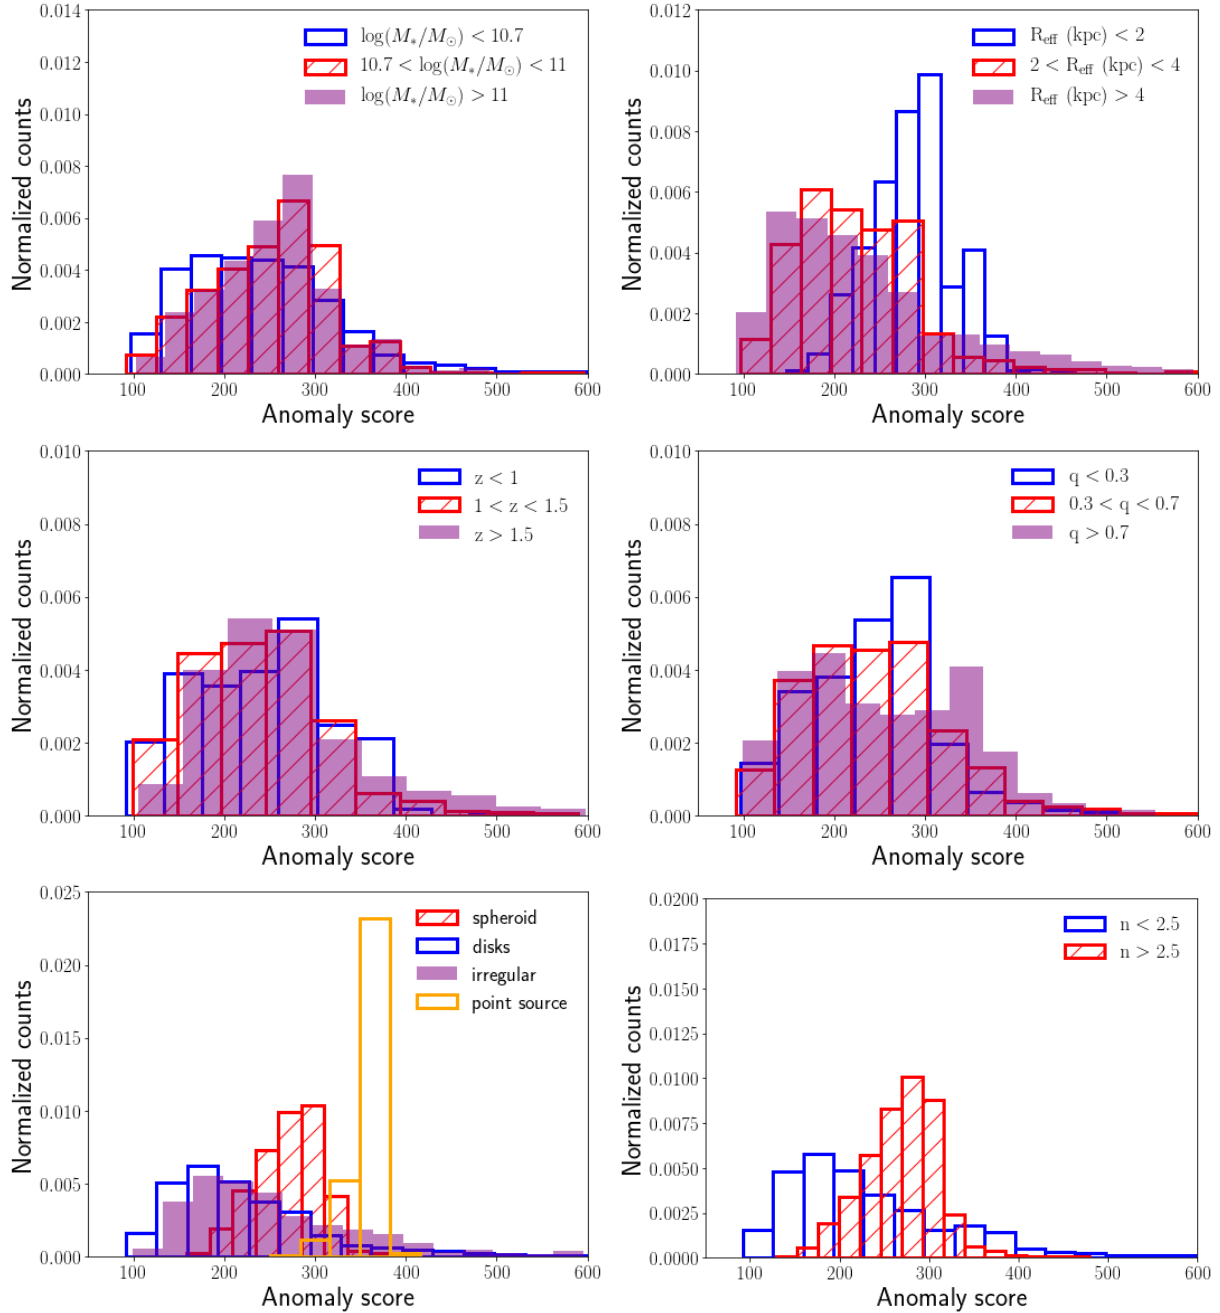 0.014
0.012
0.010
0.008
0.006
0.004
0.002
0.000
Normalized counts
log(M*/M⊙) < 10.7
10.7 < log(M*/M⊙) < 11
log(M*/M⊙) > 11
100 200 300 400 500 600
Anomaly score
0.012
0.010
0.008
0.006
0.004
0.002
0.000
Normalized counts
R_eff (kpc) < 2
2 < R_eff (kpc) < 4
R_eff (kpc) > 4
100 200 300 400 500 600
Anomaly score
0.010
0.008
0.006
0.004
0.002
0.000
Normalized counts
z < 1
1 < z < 1.5
z > 1.5
100 200 300 400 500 600
Anomaly score
0.010
0.008
0.006
0.004
0.002
0.000
Normalized counts
q < 0.3
0.3 < q < 0.7
q > 0.7
100 200 300 400 500 600
Anomaly score
0.025
0.020
0.015
0.010
0.005
0.000
Normalized counts
spheroid
disks
irregular
point source
100 200 300 400 500 600
Anomaly score
0.0200
0.0175
0.0150
0.0125
0.0100
0.0075
0.0050
0.0025
0.0000
Normalized counts
n < 2.5
n > 2.5
100 200 300 400 500 600
Anomaly score